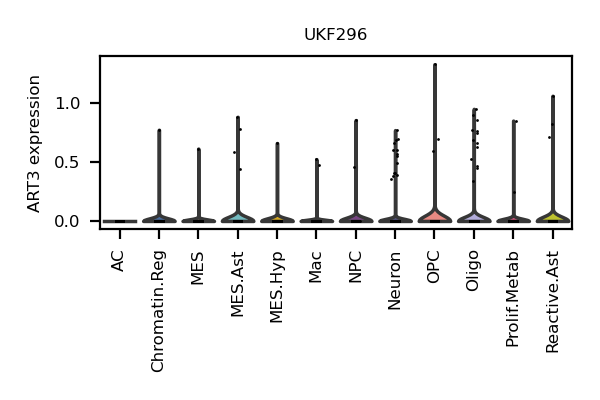 UKF296
ART3 expression
1.0
0.5
0.0
AC
Chromatin.Reg
MES
MES.Ast
MES.Hyp
Mac
NPC
Neuron
OPC
Oligo
Prolif.Metab
Reactive.Ast